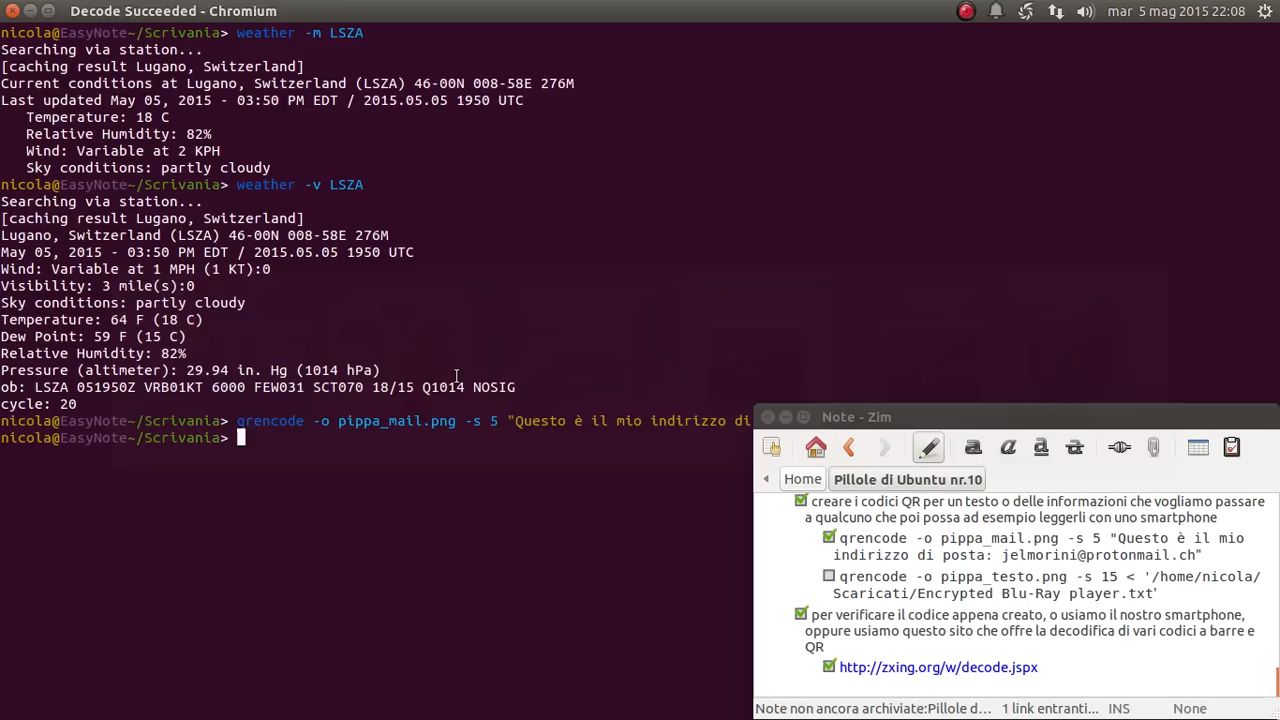 Decode Succeeded - Chromium
mar 5 mag 2015 22:08
nicola@EasyNote~/Scrivania> weather -m LSZA
Searching via station...
[caching result Lugano, Switzerland]
Current conditions at Lugano, Switzerland (LSZA) 46-00N 008-58E 276M
Last updated May 05, 2015 - 03:50 PM EDT / 2015.05.05 1950 UTC
Temperature: 18 C
Relative Humidity: 82%
Wind: Variable at 2 KPH
Sky conditions: partly cloudy
nicola@EasyNote~/Scrivania> weather -v LSZA
Searching via station...
[caching result Lugano, Switzerland]
Lugano, Switzerland (LSZA) 46-00N 008-58E 276M
May 05, 2015 - 03:50 PM EDT / 2015.05.05 1950 UTC
Wind: Variable at 1 MPH (1 KT):0
Visibility: 3 mile(s):0
Sky conditions: partly cloudy
Temperature: 64 F (18 C)
Dew Point: 59 F (15 C)
Relative Humidity: 82%
Pressure (altimeter): 29.94 in. Hg (1014 hPa)
ob: LSZA 051950Z VRB01KT 6000 FEW031 SCT070 18/15 Q1014 NOSIG
cycle: 20
nicola@EasyNote~/Scrivania> qrencode -o pippa_mail.png -s 5 "Questo è il mio indirizzo di
nicola@EasyNote~/Scrivania>
Note - Zim
a a a a
Home Pillole di Ubuntu nr.10
creare i codici QR per un testo o delle informazioni che vogliamo passare
a qualcuno che poi possa ad esempio leggerli con uno smartphone
qrencode -o pippa_mail.png -s 5 "Questo è il mio
indirizzo di posta: jelmorini@protonmail.ch"
qrencode -o pippa_testo.png -s 15 < '/home/nicola/
Scaricati/Encrypted Blu-Ray player.txt'
per verificare il codice appena creato, o usiamo il nostro smartphone,
oppure usiamo questo sito che offre la decodifica di vari codici a barre e
QR
http://zxing.org/w/decode.jspx
Note non ancora archiviate:Pillole d... 1 link entranti... INS None